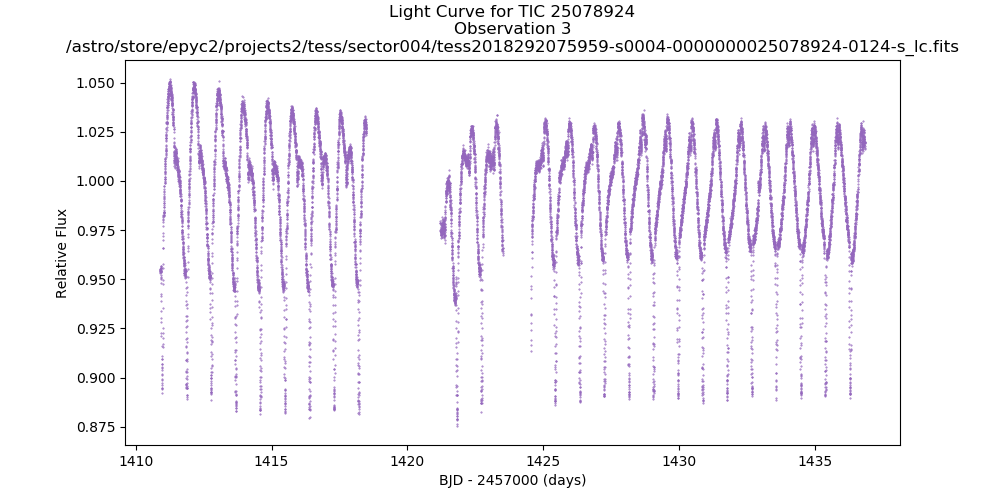 Light Curve for TIC 25078924
Observation 3
/astro/store/epyc2/projects2/tess/sector004/tess2018292075959-s0004-0000000025078924-0124-s_lc.fits
1.050
1.025
1.000
0.975
0.950
0.925
0.900
0.875
Relative Flux
1410 1415 1420 1425 1430 1435
BJD - 2457000 (days)